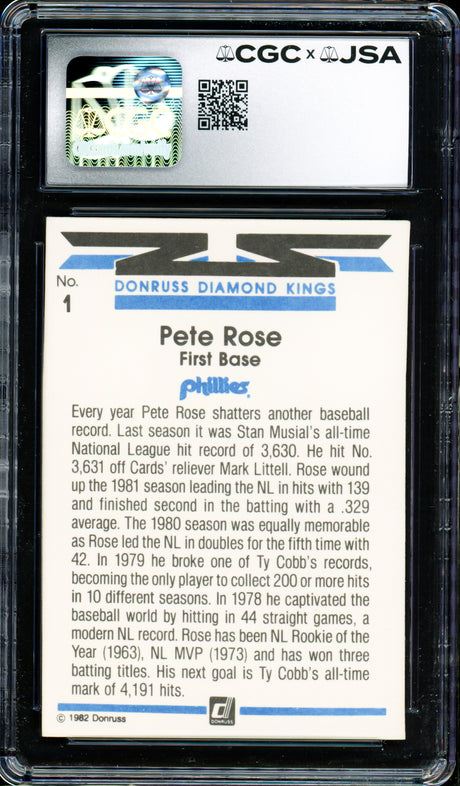 CGC x JSA
No.
1
DONRUSS DIAMOND KINGS
Pete Rose
First Base
phillies
Every year Pete Rose shatters another baseball
record. Last season it was Stan Musial's all-time
National League hit record of 3,630. He hit No.
3,631 off Cards' reliever Mark Littell. Rose wound
up the 1981 season leading the NL in hits with 139
and finished second in the batting with a .329
average. The 1980 season was equally memorable
as Rose led the NL in doubles for the fifth time with
42. In 1979 he broke one of Ty Cobb's records,
becoming the only player to collect 200 or more hits
in 10 different seasons. In 1978 he captivated the
baseball world by hitting in 44 straight games, a
modern NL record. Rose has been NL Rookie of the
Year (1963), NL MVP (1973) and has won three
batting titles. His next goal is Ty Cobb's all-time
mark of 4,191 hits.
© 1982 Donruss
DONRUSS